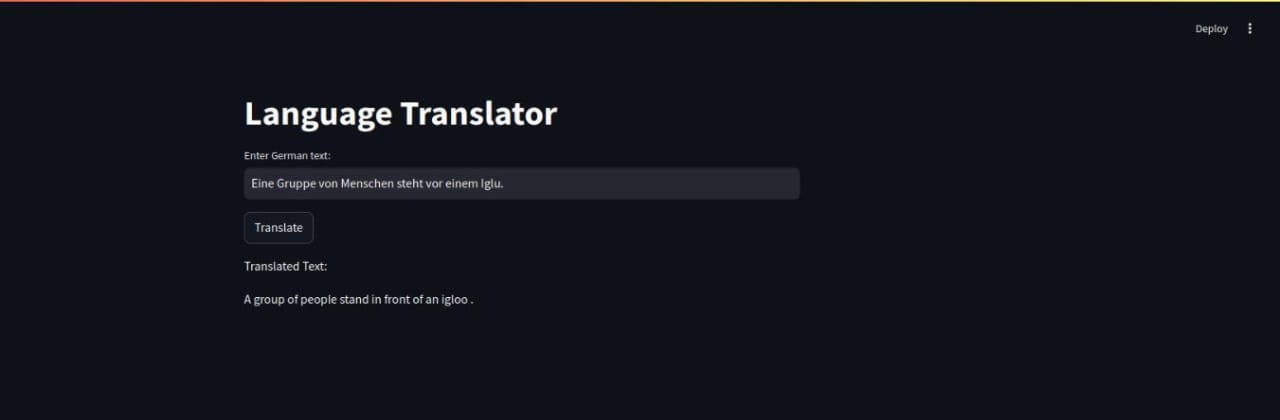 Deploy
Language Translator
Enter German text:
Eine Gruppe von Menschen steht vor einem Iglu.
Translate
Translated Text:
A group of people stand in front of an igloo .